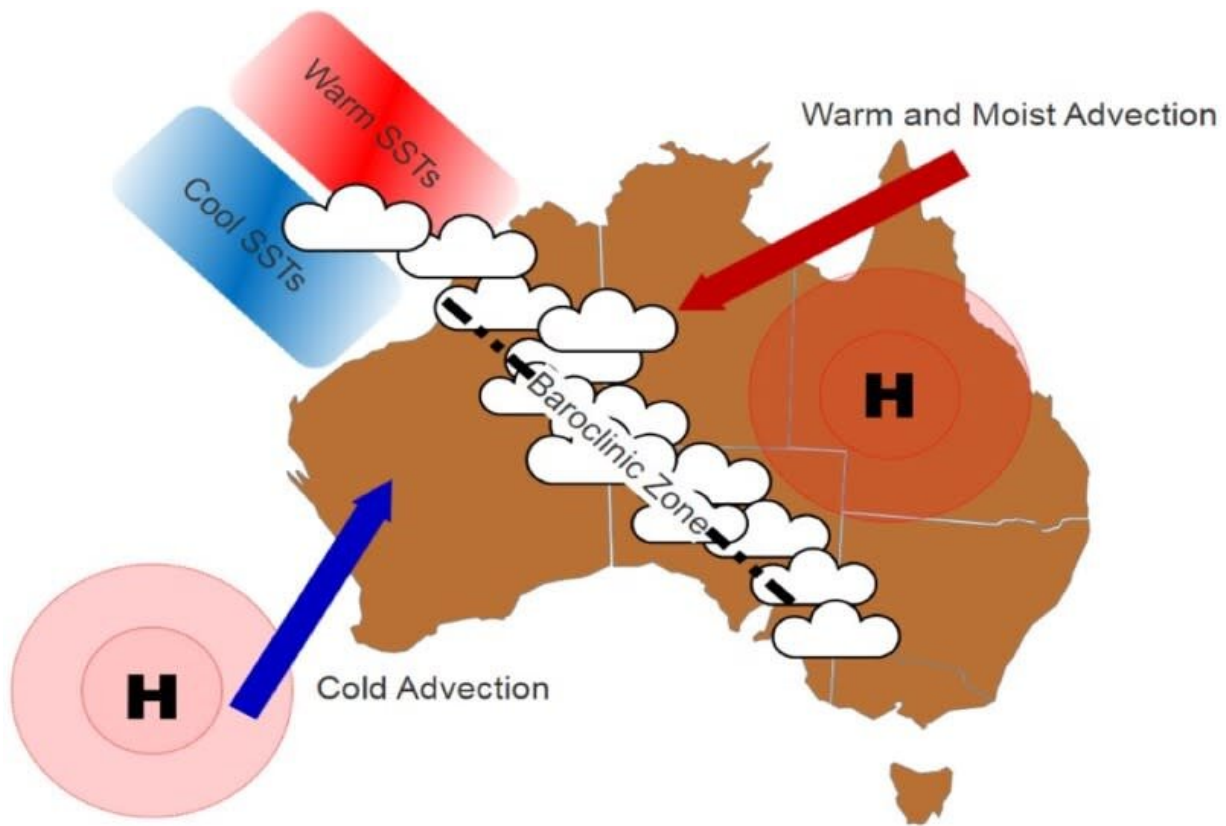 Warm SSTs
Cool SSTs
Warm and Moist Advection
H
Baroclinic Zone
H
Cold Advection